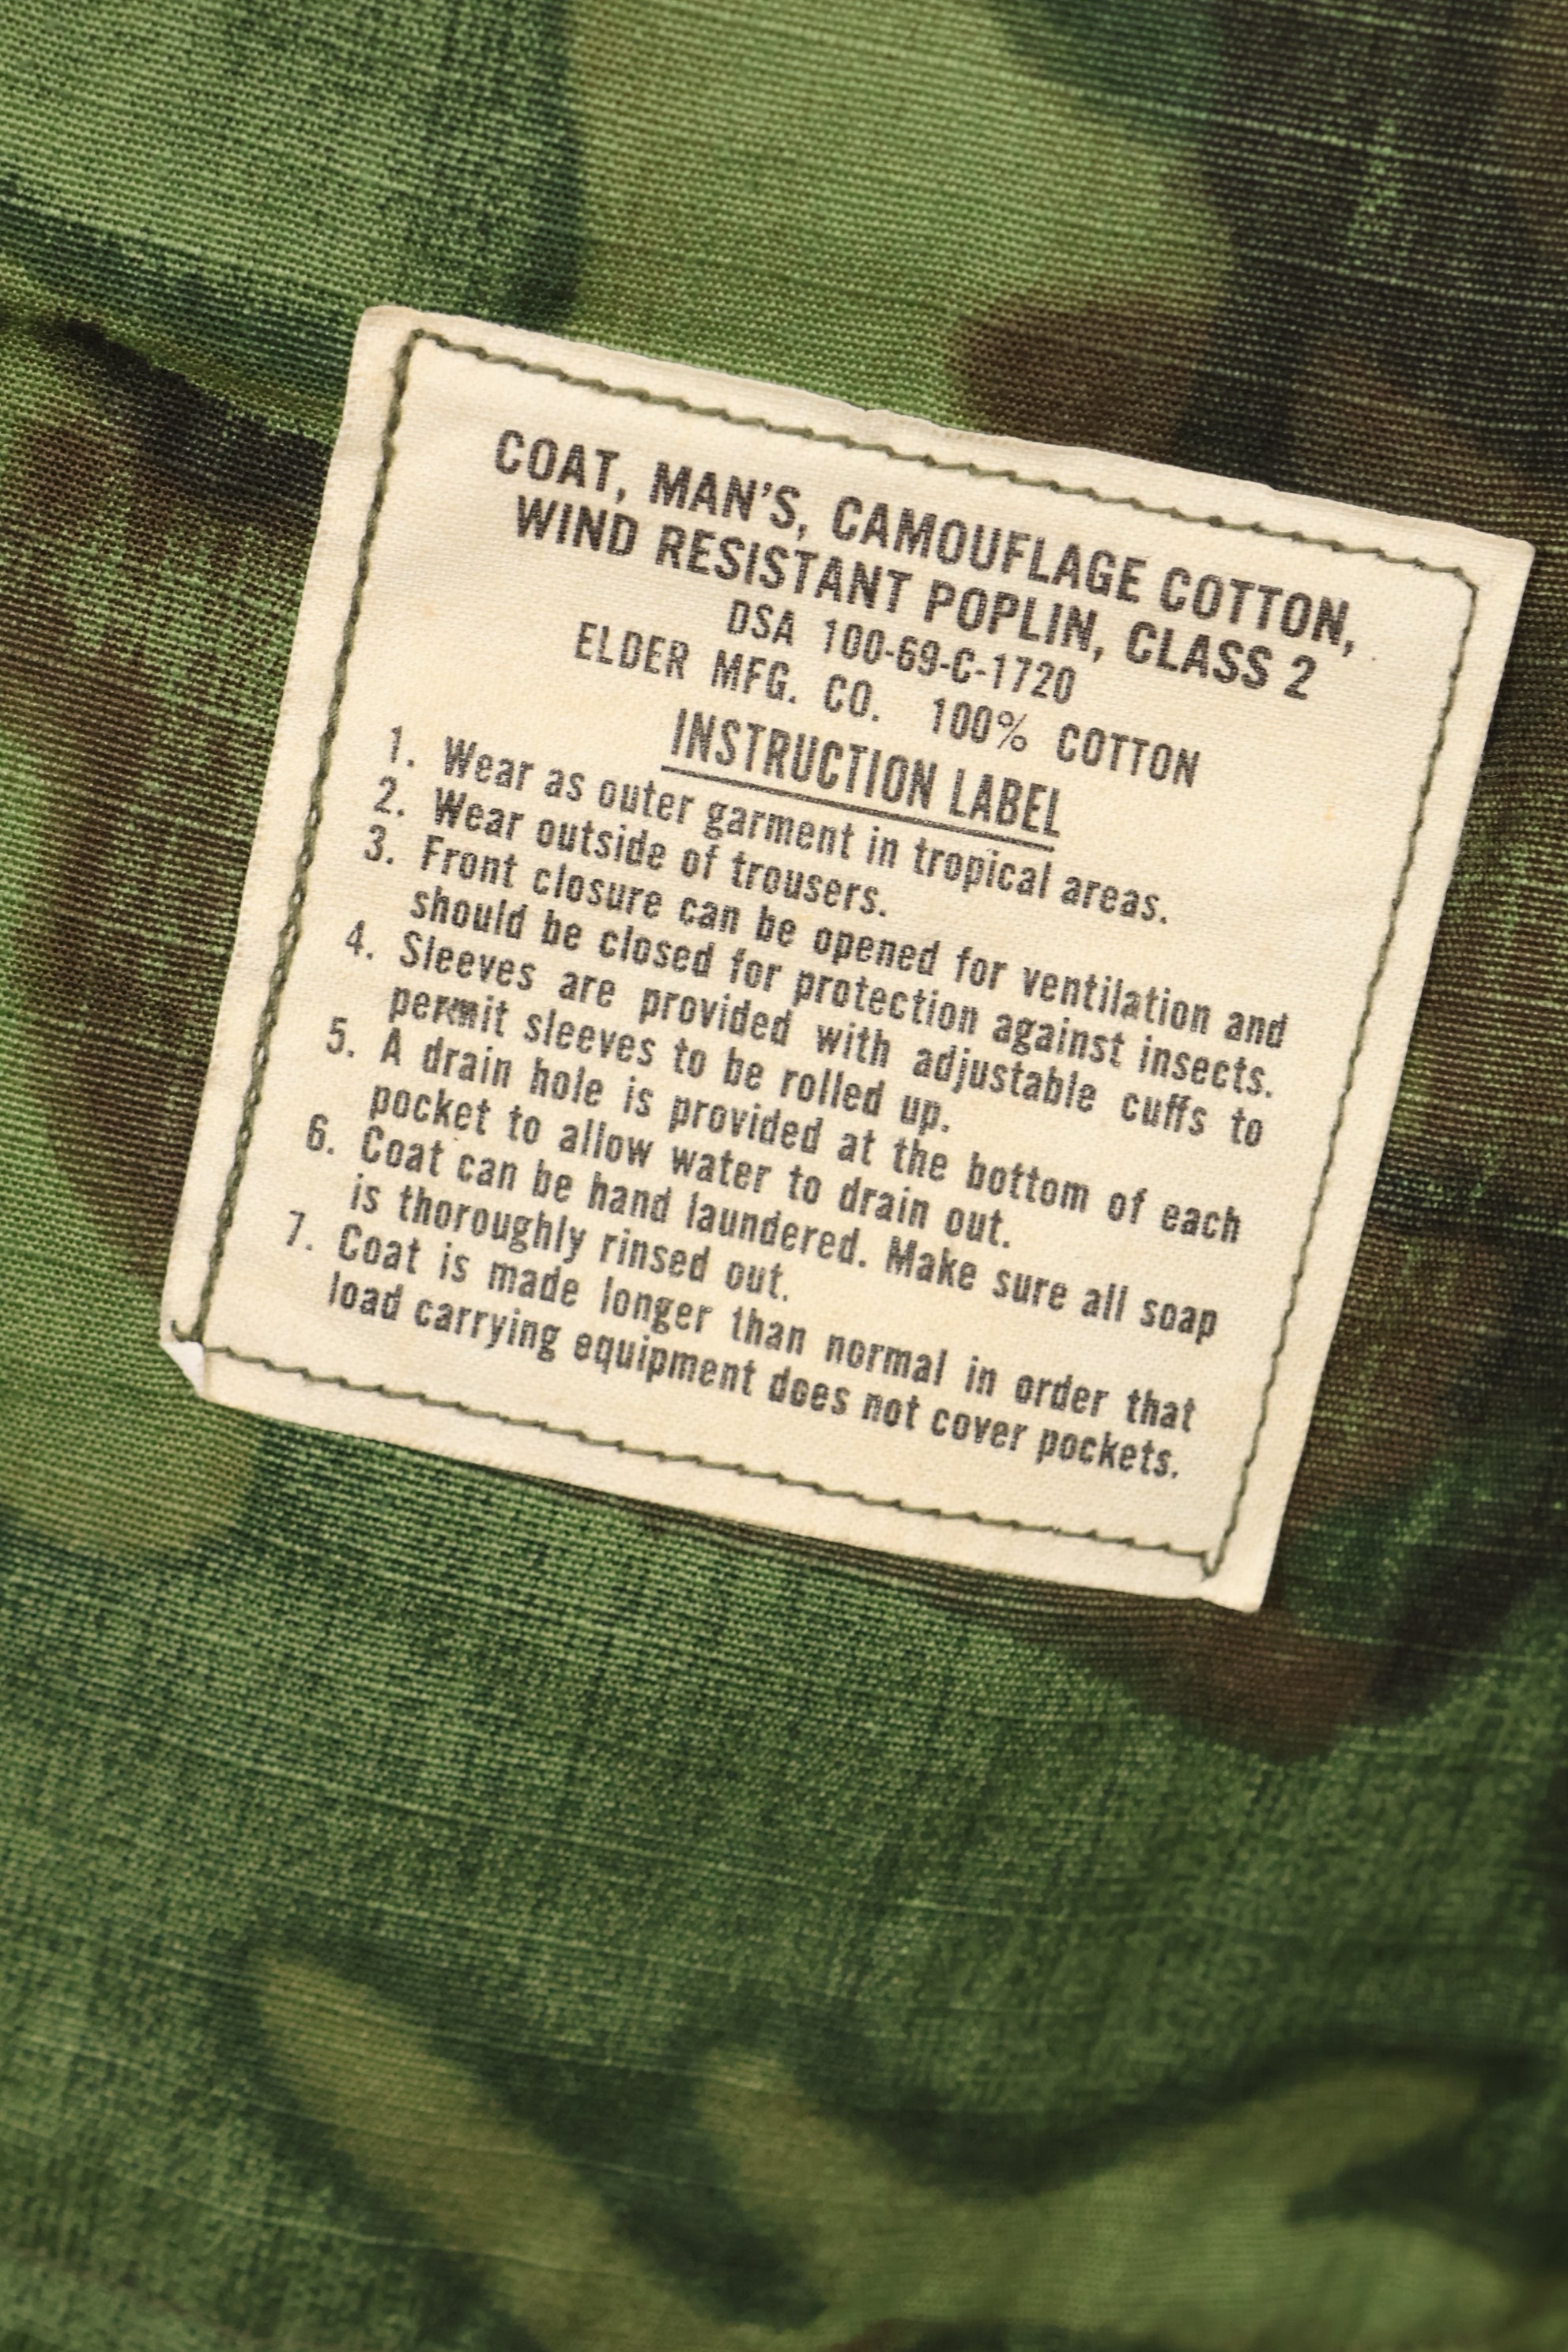 COAT, MAN'S, CAMOUFLAGE COTTON,
WIND RESISTANT POPLIN, CLASS 2
DSA 100-69-C-1720
ELDER MFG. CO. 100% COTTON
INSTRUCTION LABEL
1. Wear as outer garment in tropical areas.
2. Wear outside of trousers.
3. Front closure can be opened for ventilation and
should be closed for protection against insects.
4. Sleeves are provided with adjustable cuffs to
permit sleeves to be rolled up.
5. A drain hole is provided at the bottom of each
pocket to allow water to drain out.
6. Coat can be hand laundered. Make sure all soap
is thoroughly rinsed out.
7. Coat is made longer than normal in order that
load carrying equipment does not cover pockets.